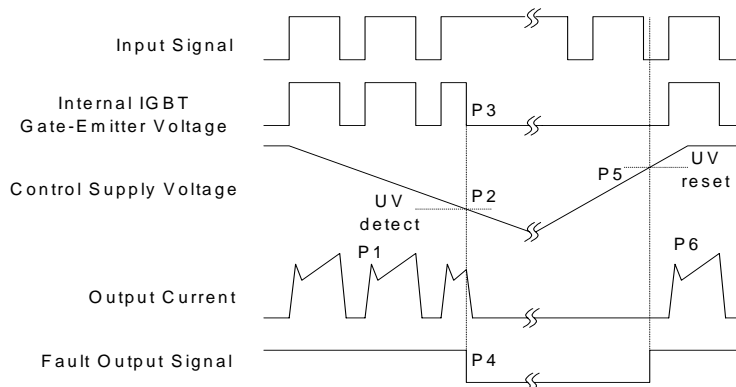 Input Signal
Internal IGBT
Gate-Emitter Voltage
P3
Control Supply Voltage
UV
detect
P2
P5
UV
reset
P1
P6
Output Current
Fault Output Signal
P4